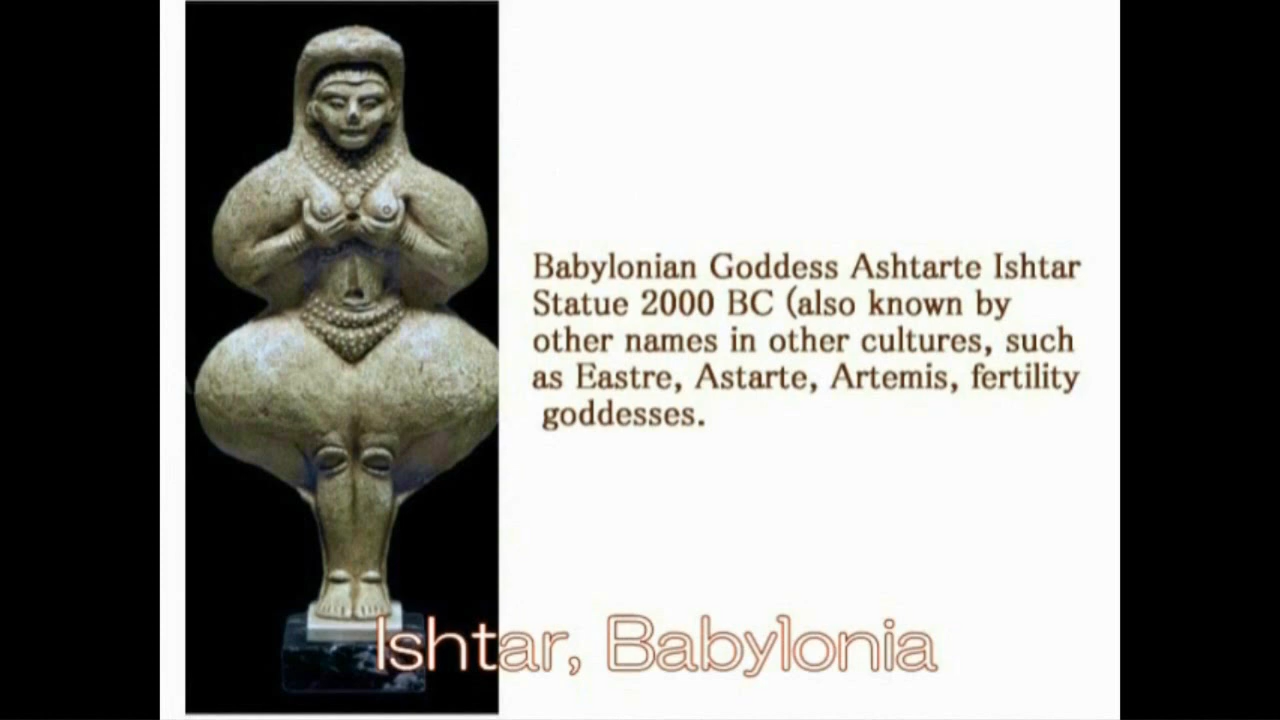 Babylonian Goddess Ashtarte Ishtar
Statue 2000 BC (also known by
other names in other cultures, such
as Eastre, Astarte, Artemis, fertility
goddesses.
Ishtar, Babylonia